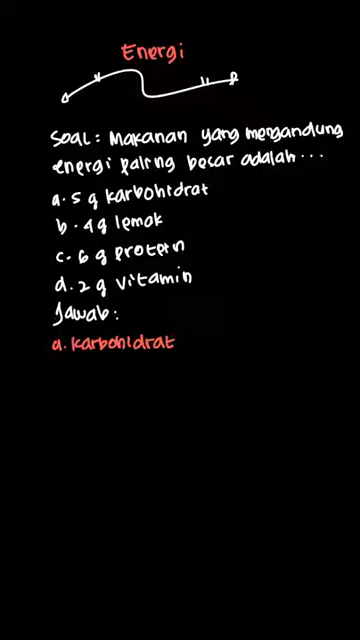 Energi
Soal : Makanan yang mengandung
energi paling besar adalah ...
a. 5 g karbohidrat
b. 4 g lemak
c. 6 g protein
d. 2 g vitamin
Jawab :
a. karbohidrat